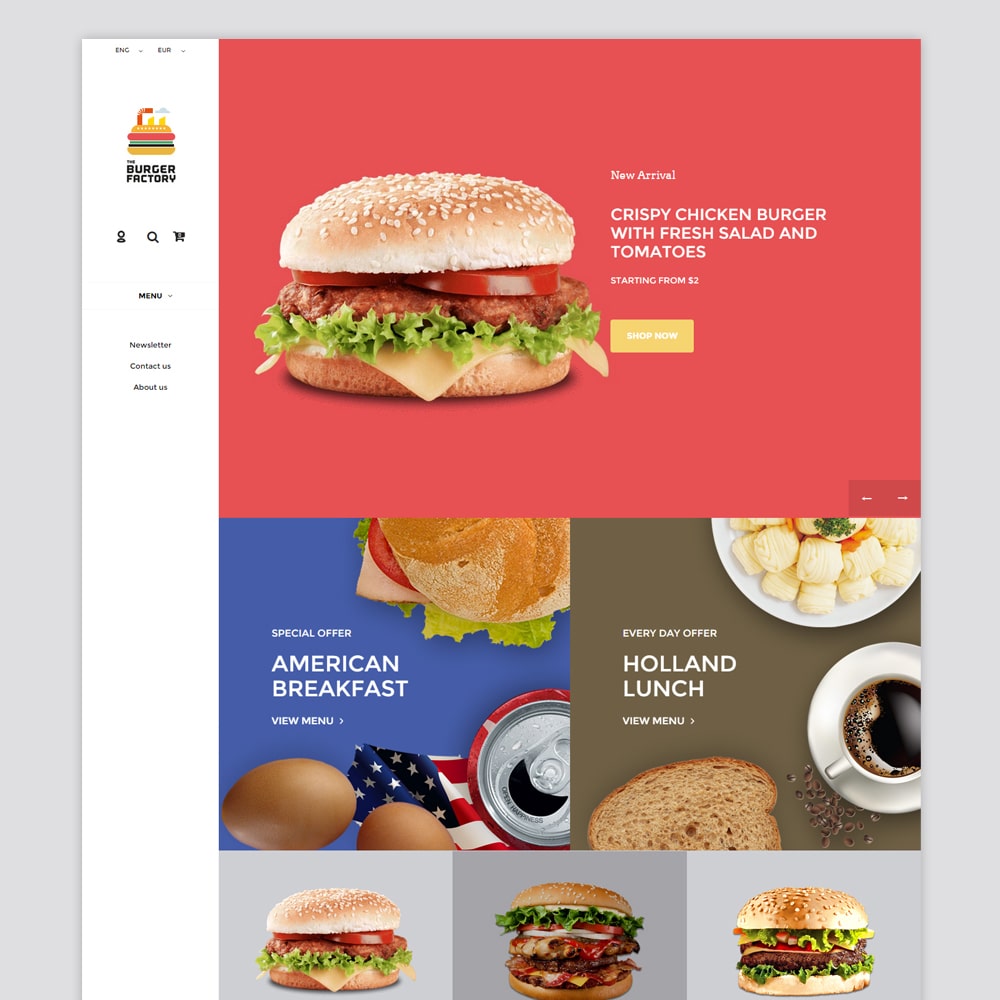 ENG EUR
THE
BURGER
FACTORY
MENU
Newsletter
Contact us
About us
New Arrival
CRISPY CHICKEN BURGER
WITH FRESH SALAD AND
TOMATOES
STARTING FROM $2
SHOP NOW
SPECIAL OFFER
AMERICAN
BREAKFAST
VIEW MENU
OPEN HAPPINESS
EVERY DAY OFFER
HOLLAND
LUNCH
VIEW MENU